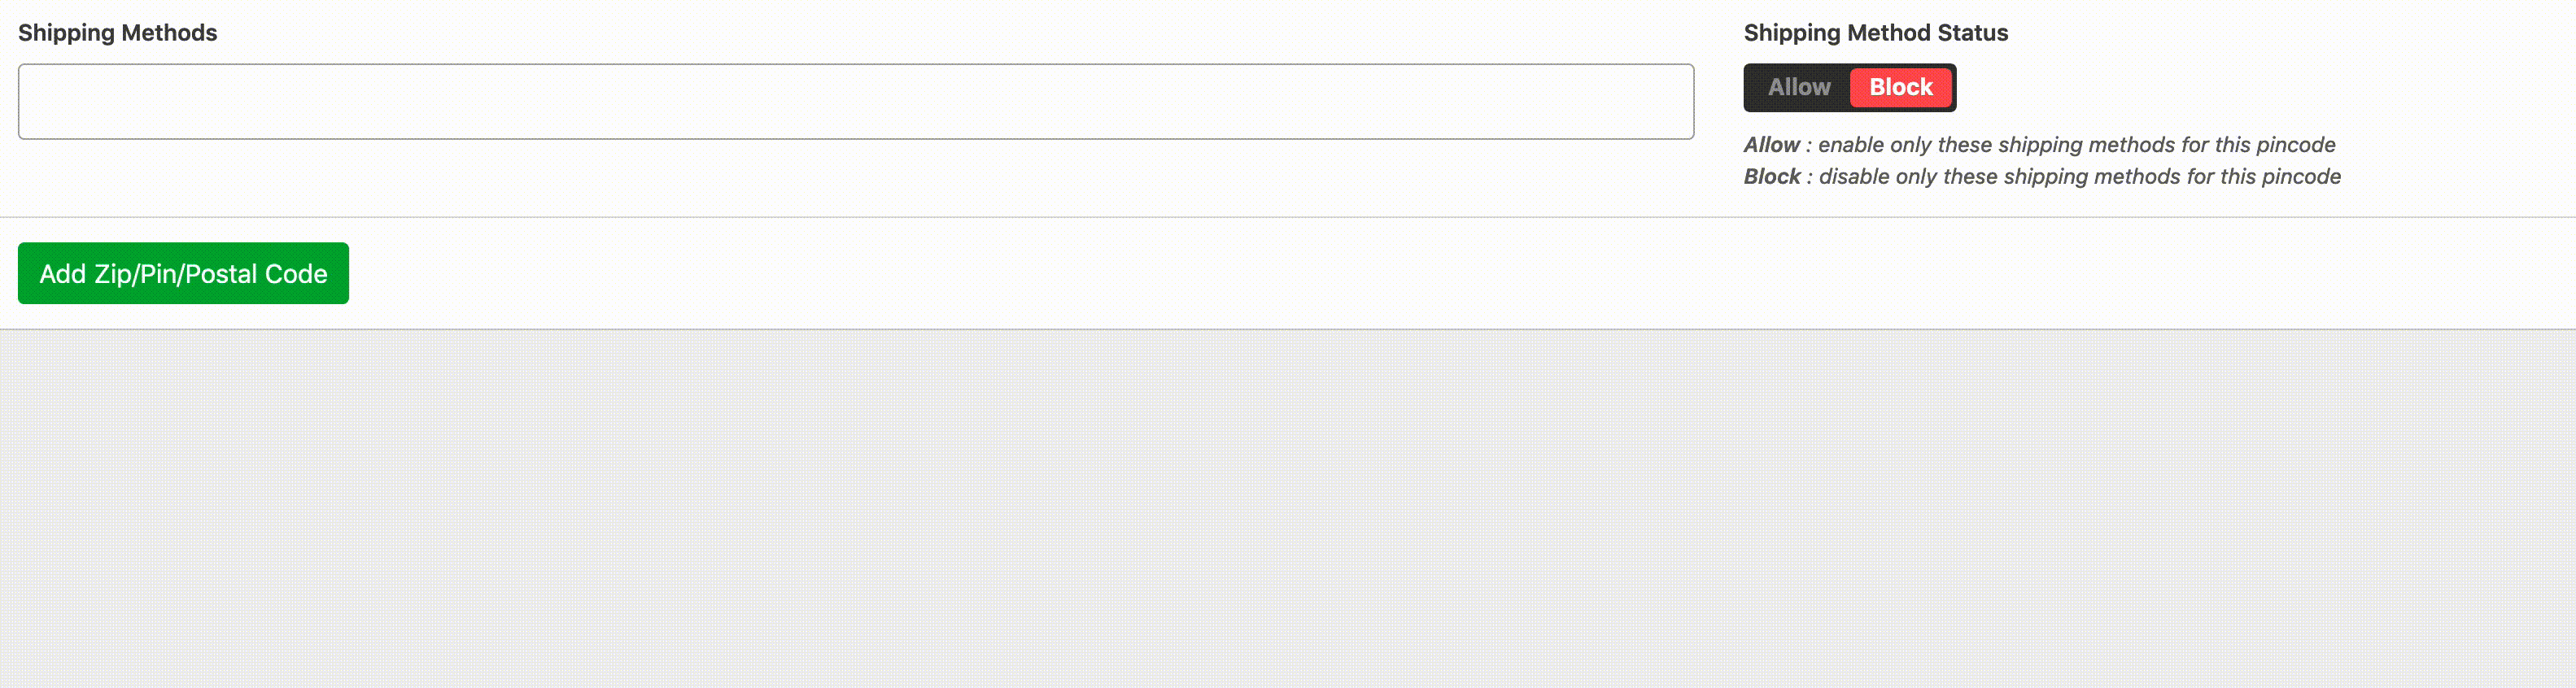 Shipping Methods
Shipping Method Status
Allow Block
Allow : enable only these shipping methods for this pincode
Block : disable only these shipping methods for this pincode
Add Zip/Pin/Postal Code